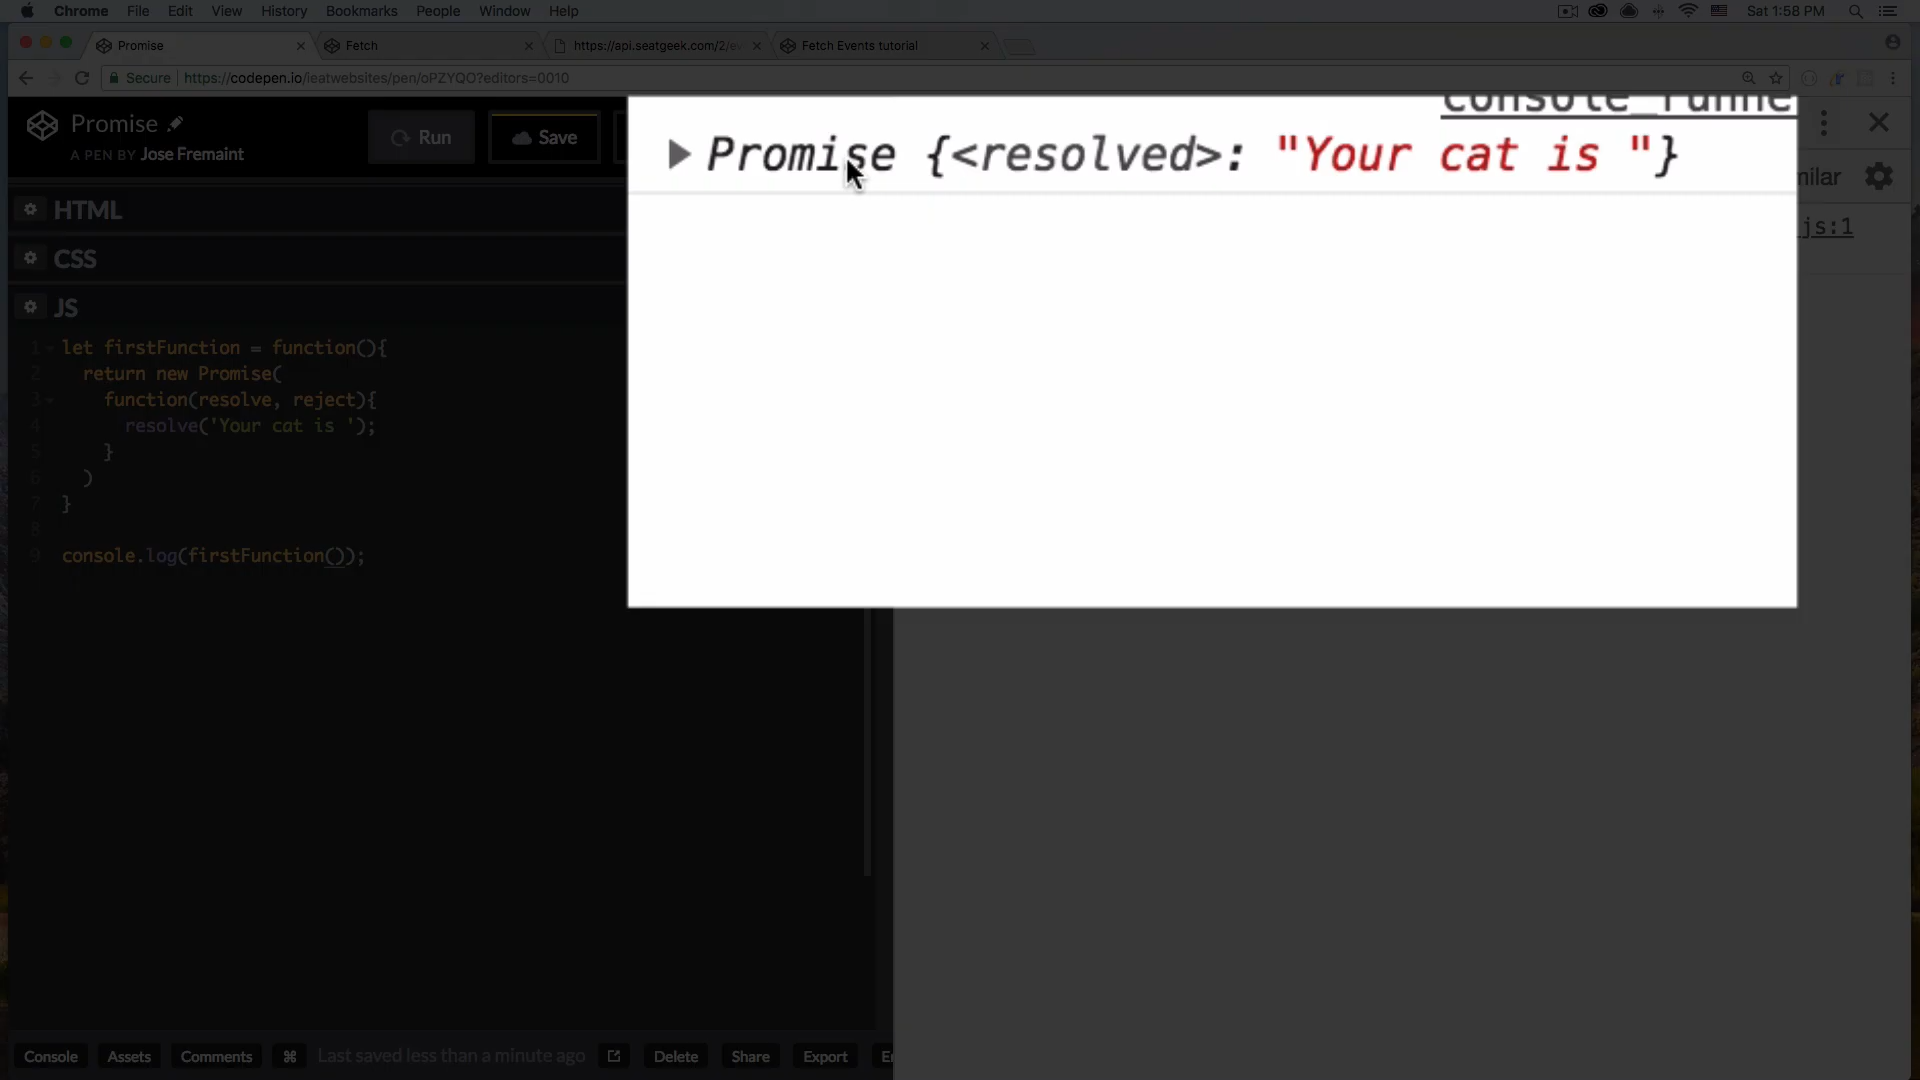 Chrome File Edit View History Bookmarks People Window Help Sat 1:58 PM
Promise Fetch https://api.seatgeek.com/2/ev Fetch Events tutorial
Secure https://codepen.io/leatwebsites/pen/oPZYQO?editors=0010
Promise
A PEN BY Jose Fremaint
Run
Save
Promise {<resolved>: "Your cat is "}
milar
js:1
HTML
CSS
JS
1 let firstFunction = function(){
2 return new Promise(
3 function(resolve, reject){
4 resolve('Your cat is ');
5 }
6 )
7 }
8
9 console.log(firstFunction());
Console Assets Comments ⌘ Last saved less than a minute ago Delete Share Export